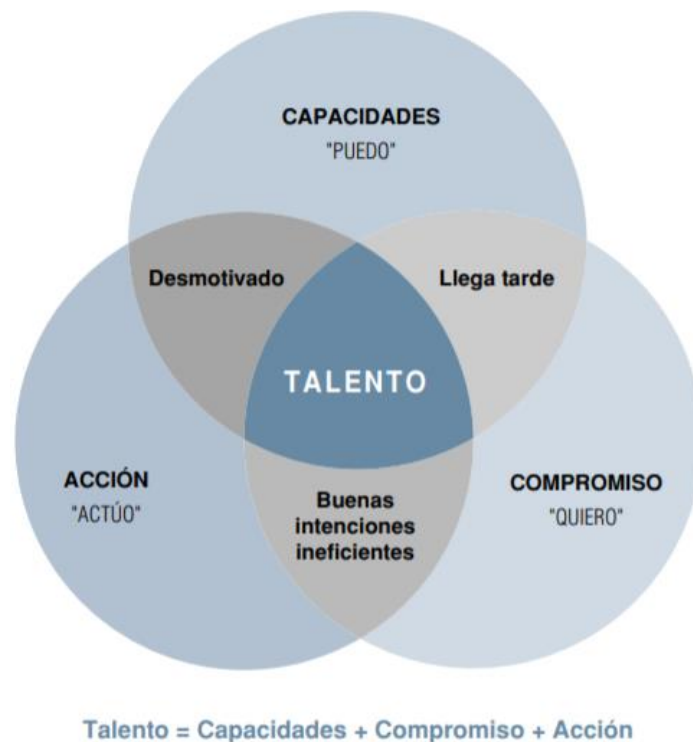 CAPACIDADES
"PUEDO"
Desmotivado
Llega tarde
TALENTO
ACCIÓN
"ACTÚO"
COMPROMISO
"QUIERO"
Buenas
intenciones
ineficientes
Talento = Capacidades + Compromiso + Acción